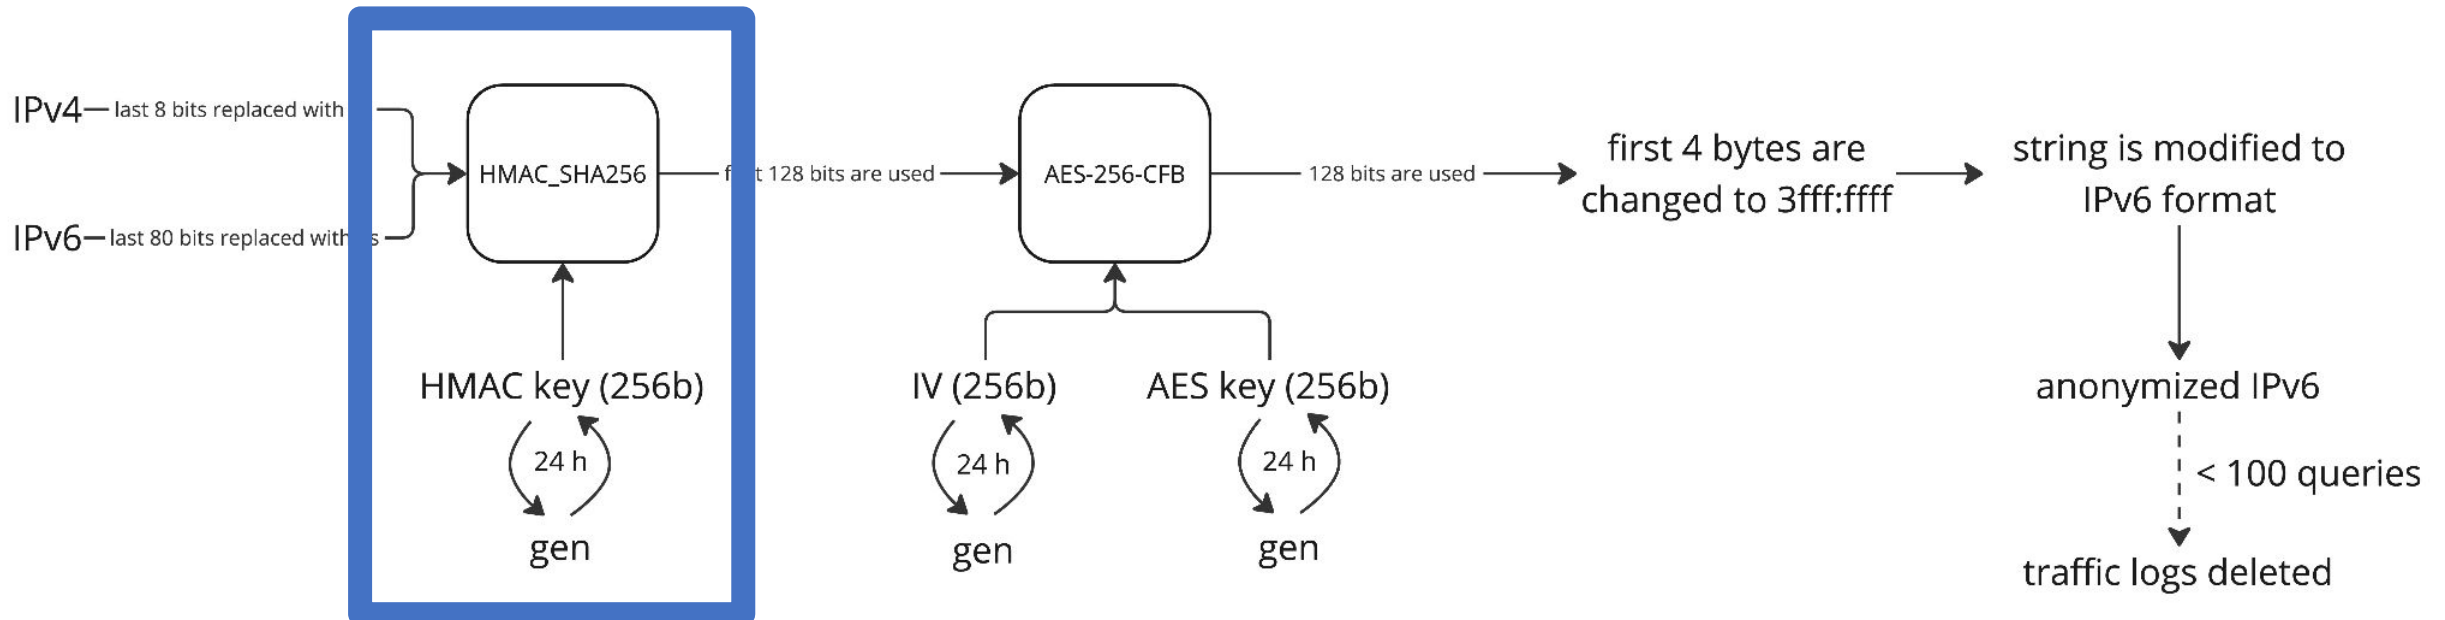 IPv4
last 8 bits replaced with
IPv6
last 80 bits replaced with
HMAC_SHA256
128 bits are used
AES-256-CFB
128 bits are used
first 4 bytes are
changed to 3fff:ffff
string is modified to
IPv6 format
HMAC key (256b)
24 h
gen
IV (256b)
24 h
gen
AES key (256b)
24 h
gen
anonymized IPv6
< 100 queries
traffic logs deleted